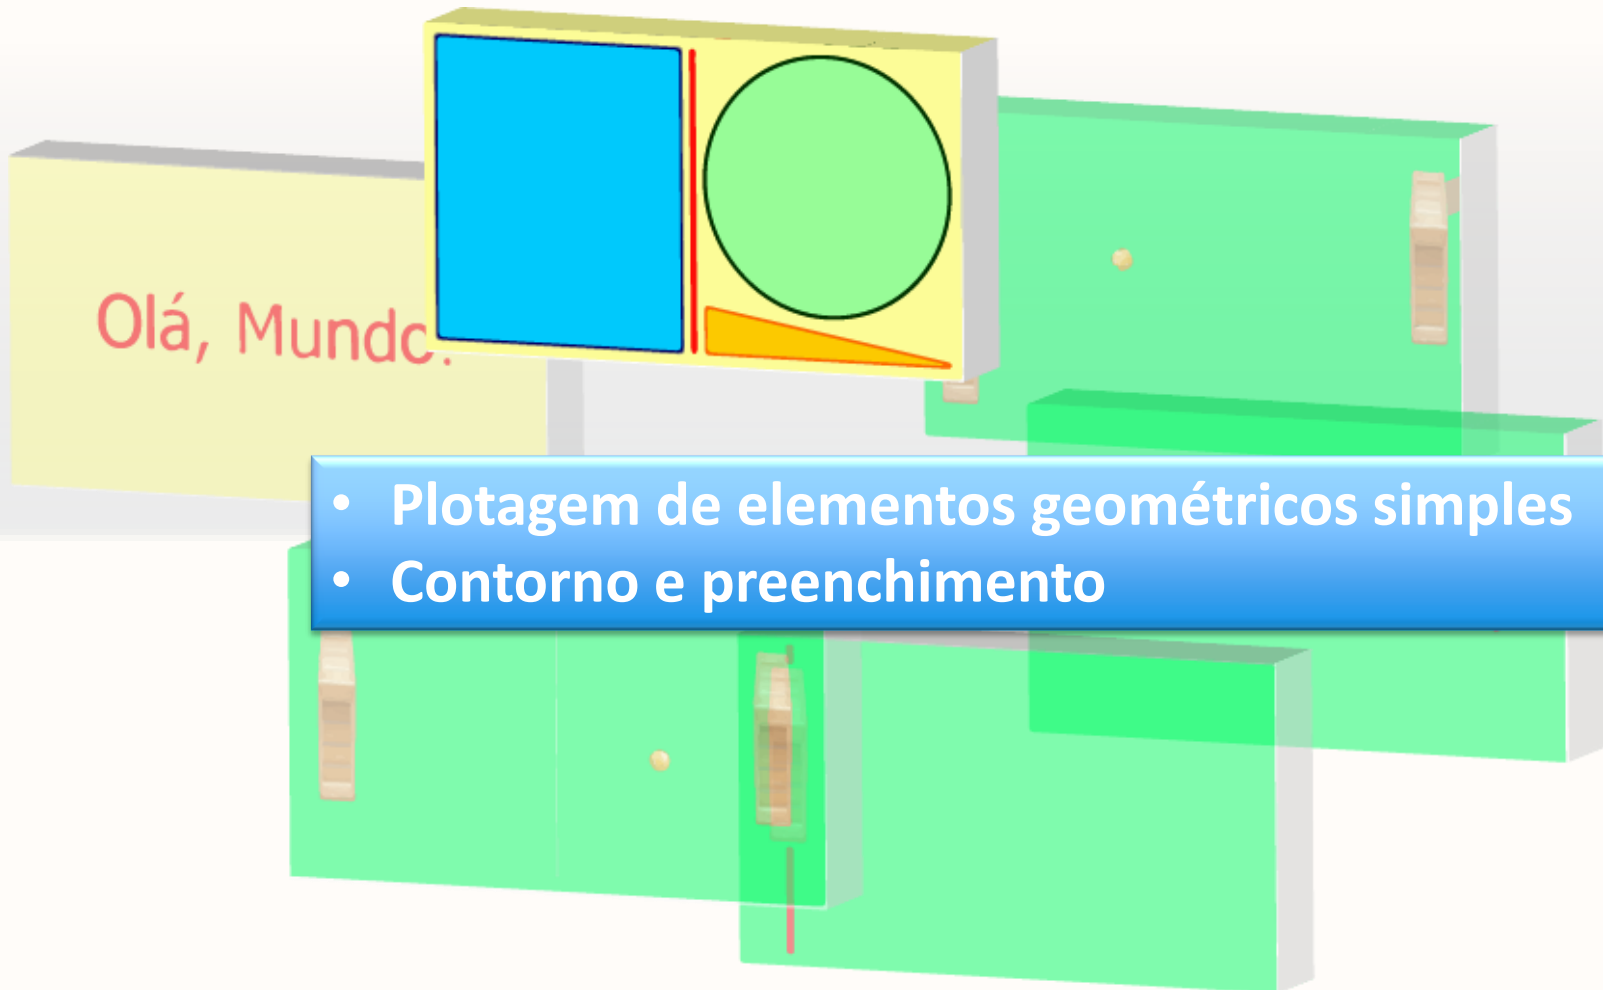 Olá, Mundo.
• Plotagem de elementos geométricos simples
• Contorno e preenchimento